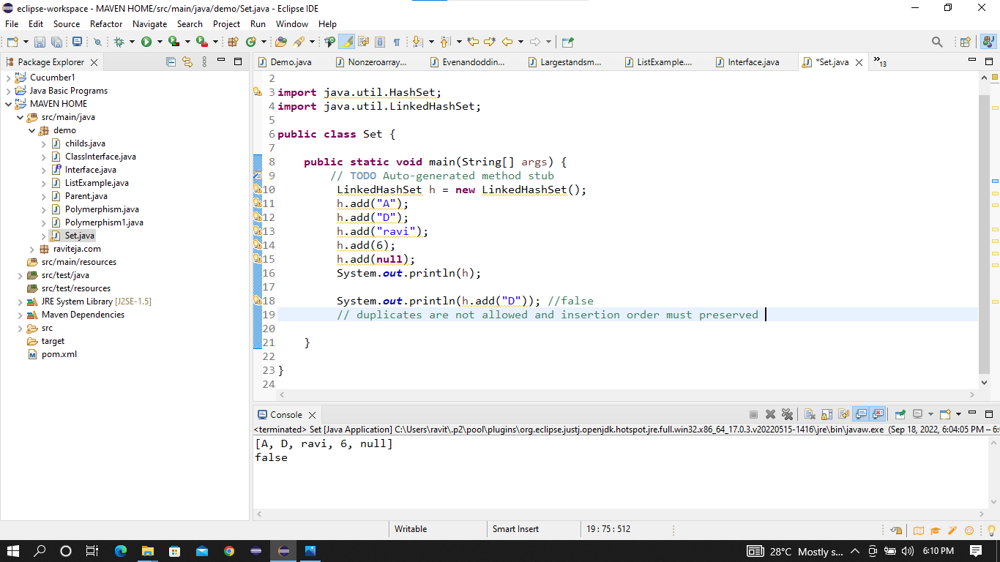 eclipse-workspace - MAVEN HOME/src/main/java/demo/Set.java - Eclipse IDE
File Edit Source Refactor Navigate Search Project Run Window Help
Package Explorer
Demo.java Nonzeroarray... Evenandoddin... Largestandsm... ListExample.... Interface.java *Set.java »13
Cucumber1
Java Basic Programs
MAVEN HOME
src/main/java
demo
childs.java
ClassInterface.java
Interface.java
ListExample.java
Parent.java
Polymerphism.java
Polymerphism1.java
Set.java
raviteja.com
src/main/resources
src/test/java
src/test/resources
JRE System Library [J2SE-1.5]
Maven Dependencies
src
target
pom.xml
2
3 import java.util.HashSet;
4 import java.util.LinkedHashSet;
5
6 public class Set {
7
8 public static void main(String[] args) {
9 // TODO Auto-generated method stub
10 LinkedHashSet h = new LinkedHashSet();
11 h.add("A");
12 h.add("D");
13 h.add("ravi");
14 h.add(6);
15 h.add(null);
16 System.out.println(h);
17
18 System.out.println(h.add("D")); //false
19 // duplicates are not allowed and insertion order must preserved
20
21 }
22
23 }
24
Console
<terminated> Set [Java Application] C:\Users\ravit\.p2\pool\plugins\org.eclipse.justj.openjdk.hotspot.jre.full.win32.x86_64_17.0.3.v20220515-1416\jre\bin\javaw.exe (Sep 18, 2022, 6:04:05 PM – 6:
[A, D, ravi, 6, null]
false
Writable Smart Insert 19 : 75 : 512
28°C Mostly s... 6:10 PM